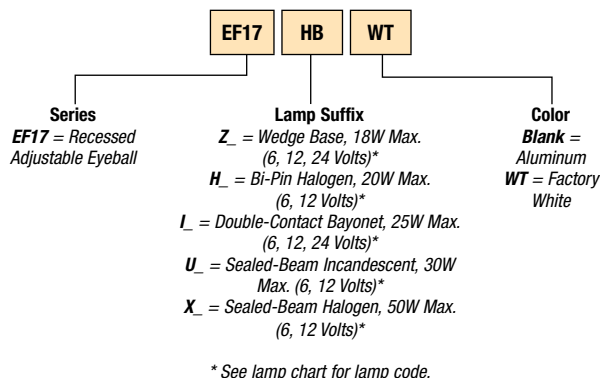 EF17 HB WT
Series
EF17 = Recessed
Adjustable Eyeball
Lamp Suffix
Z_ = Wedge Base, 18W Max.
(6, 12, 24 Volts)*
H_ = Bi-Pin Halogen, 20W Max.
(6, 12 Volts)*
I_ = Double-Contact Bayonet, 25W Max.
(6, 12, 24 Volts)*
U_ = Sealed-Beam Incandescent, 30W
Max. (6, 12 Volts)*
X_ = Sealed-Beam Halogen, 50W Max.
(6, 12 Volts)*
* See lamp chart for lamp code.
Color
Blank =
Aluminum
WT = Factory
White